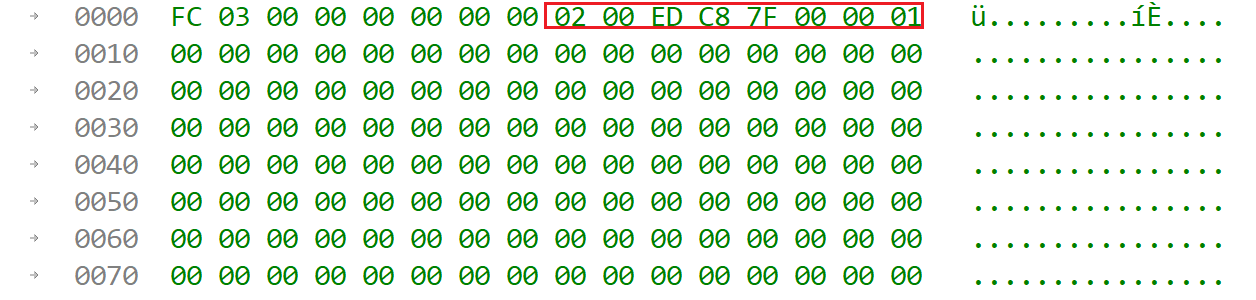 → 0000 FC 03 00 00 00 00 00 00 02 00 ED C8 7F 00 00 01 ü.........íÈ....
→ 0010 00 00 00 00 00 00 00 00 00 00 00 00 00 00 00 00 ................
→ 0020 00 00 00 00 00 00 00 00 00 00 00 00 00 00 00 00 ................
→ 0030 00 00 00 00 00 00 00 00 00 00 00 00 00 00 00 00 ................
→ 0040 00 00 00 00 00 00 00 00 00 00 00 00 00 00 00 00 ................
→ 0050 00 00 00 00 00 00 00 00 00 00 00 00 00 00 00 00 ................
→ 0060 00 00 00 00 00 00 00 00 00 00 00 00 00 00 00 00 ................
→ 0070 00 00 00 00 00 00 00 00 00 00 00 00 00 00 00 00 ................